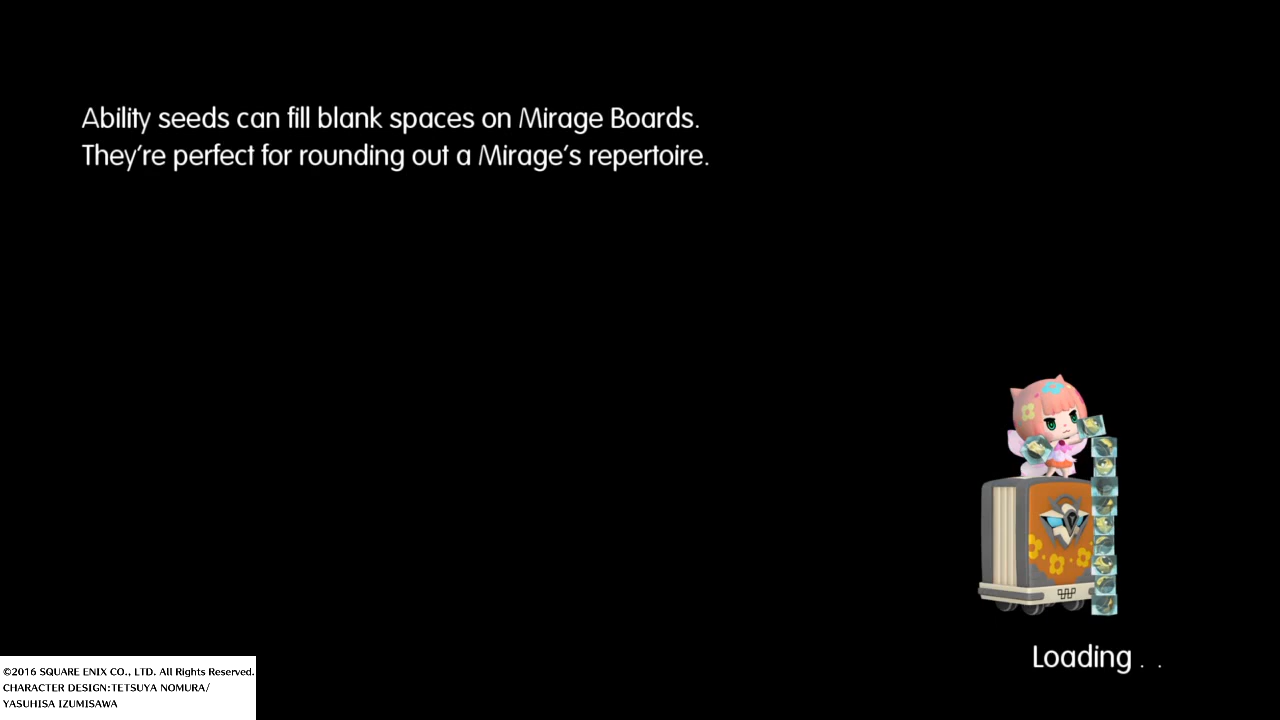 Ability seeds can fill blank spaces on Mirage Boards.
They're perfect for rounding out a Mirage's repertoire.
Loading . .
©2016 SQUARE ENIX CO., LTD. All Rights Reserved.
CHARACTER DESIGN:TETSUYA NOMURA/
YASUHISA IZUMISAWA